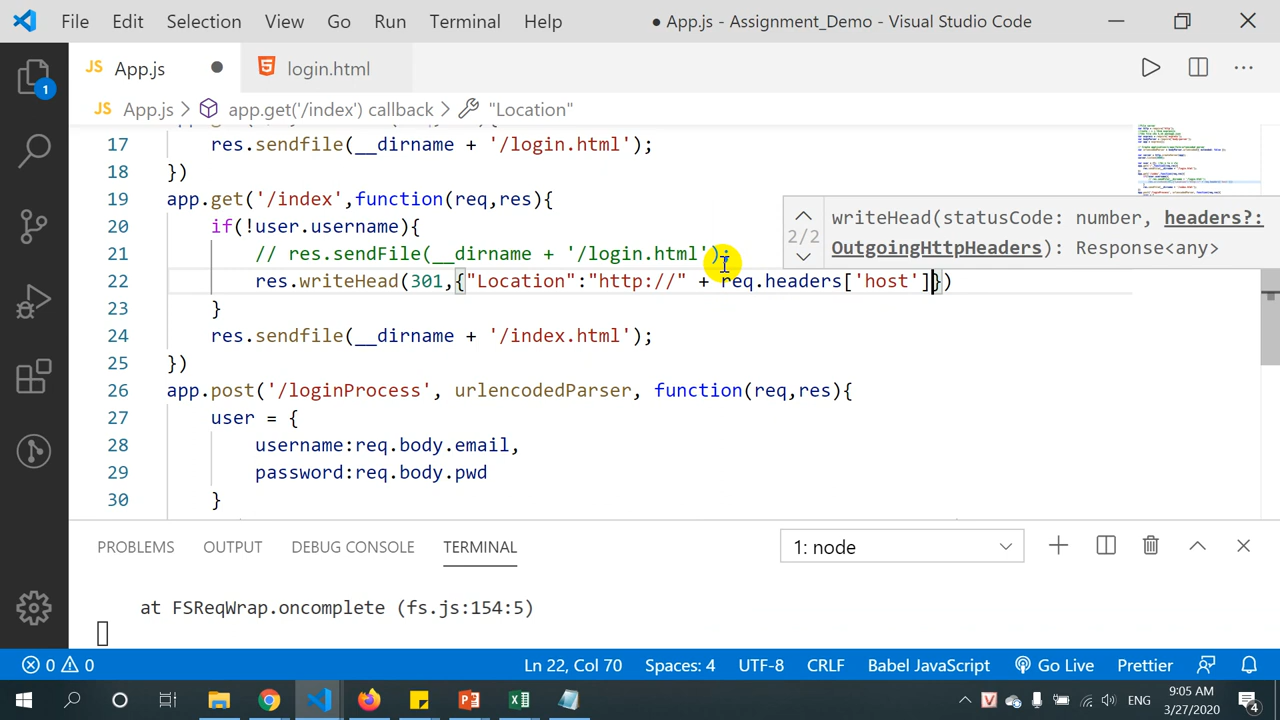 File Edit Selection View Go Run Terminal Help ● App.js - Assignment_Demo - Visual Studio Code
JS App.js ● login.html
JS App.js > app.get('/index') callback > "Location"
17 res.sendfile(__dirname + '/login.html');
18 })
19 app.get('/index',function(req,res){
20 if(!user.username){
21 // res.sendFile(__dirname + '/login.html');
22 res.writeHead(301,{"Location":"http://" + req.headers['host']})
23 }
24 res.sendfile(__dirname + '/index.html');
25 })
26 app.post('/loginProcess', urlencodedParser, function(req,res){
27 user = {
28 username:req.body.email,
29 password:req.body.pwd
30 }
2/2 writeHead(statusCode: number, headers?:
OutgoingHttpHeaders): Response<any>
PROBLEMS OUTPUT DEBUG CONSOLE TERMINAL 1: node
at FSReqWrap.oncomplete (fs.js:154:5)
0 0 Ln 22, Col 70 Spaces: 4 UTF-8 CRLF Babel JavaScript Go Live Prettier
ENG 9:05 AM
3/27/2020 4
1